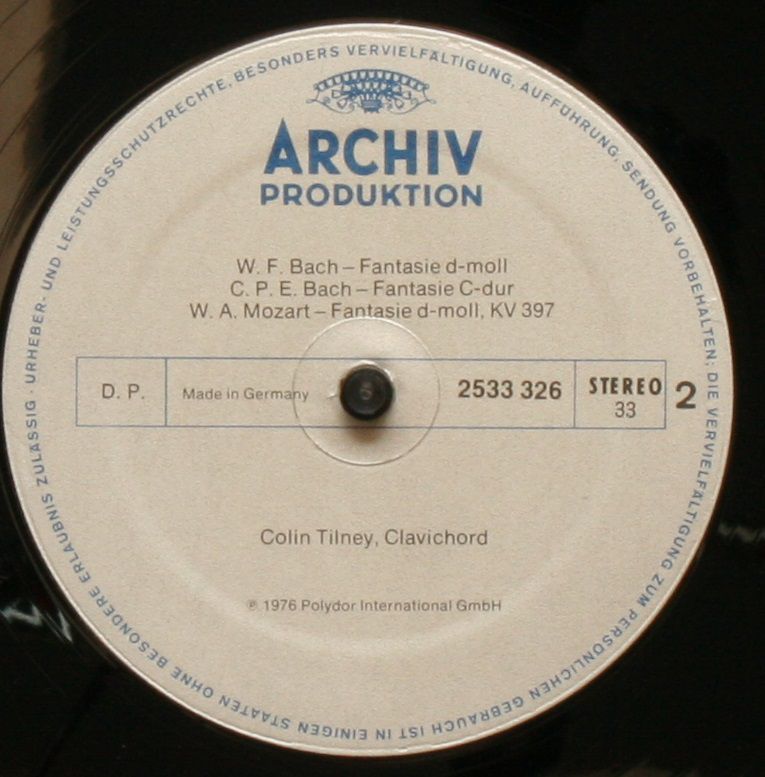 ARCHIV
PRODUKTION
W. F. Bach – Fantasie d-moll
C. P. E. Bach – Fantasie C-dur
W. A. Mozart – Fantasie d-moll, KV 397
D. P.
Made in Germany
2533 326
STEREO
33
2
Colin Tilney, Clavichord
℗ 1976 Polydor International GmbH
URHEBER- UND LEISTUNGSSCHUTZRECHTE, BESONDERS VERVIELFÄLTIGUNG, AUFFÜHRUNG, SENDUNG VORBEHALTEN; DIE VERVIELFÄLTIGUNG ZUM PERSÖNLICHEN GEBRAUCH IST IN EINIGEN STAATEN OHNE BESONDERE ERLAUBNIS ZULÄSSIG ·